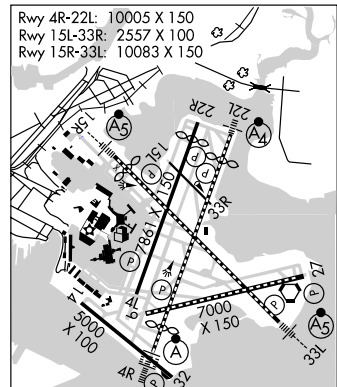 Rwy 4R-22L: 10005 X 150
Rwy 15L-33R: 2557 X 100
Rwy 15R-33L: 10083 X 150
15R
A5
22R
22L
A4
15L
P
P
33R
7861 X 150
P
P
27
P
14
4L
9
7000
X 150
A5
5000
X 100
A
33L
4R
32